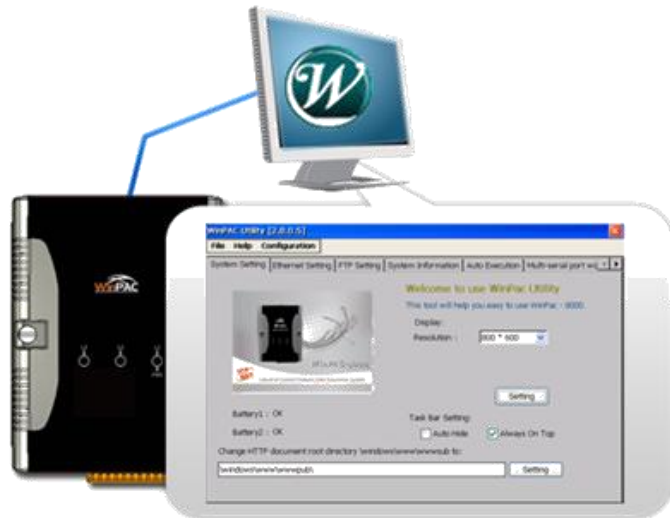 W
WinPAC
WinPAC Utility [2.0.0.5]
File Help Configuration
System Setting Ethernet Setting FTP Setting System Information Auto Execution Multi-serial port
Welcome to use WinPac Utility
This tool will help you easy to use WinPac - 8000.
Display:
Resolution : 800 * 600
Setting
Battery1 : OK
Battery2 : OK
Task Bar Setting:
Auto Hide Always On Top
Change HTTP document root directory \windows\www\wwwpub to:
\windows\www\wwwpub\
Setting